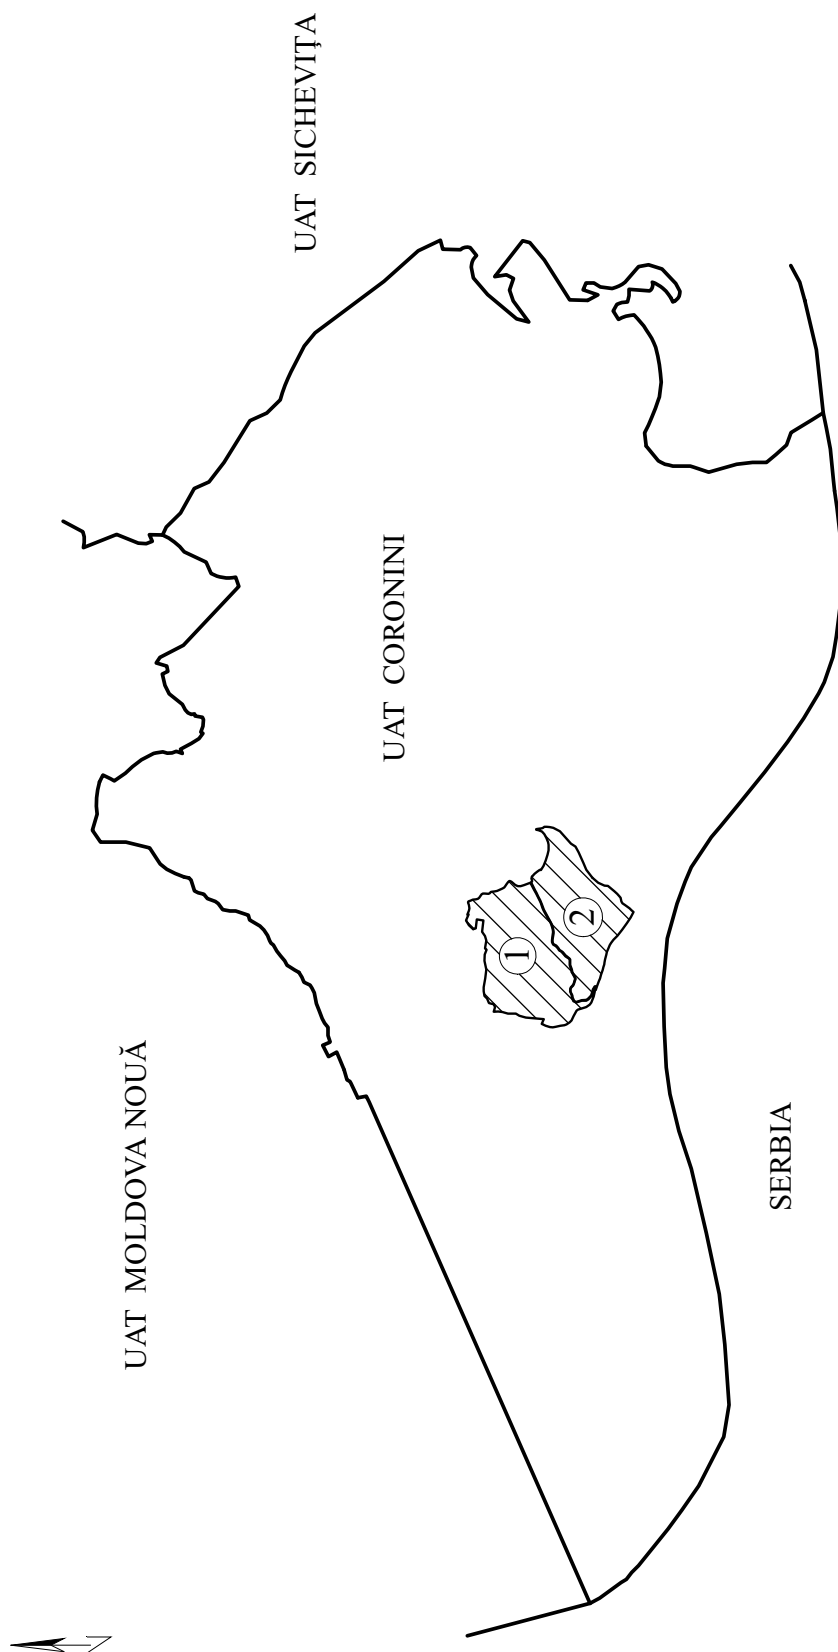 UAT MOLDOVA NOUĂ
UAT SICHEVIȚA
UAT CORONINI
1
2
SERBIA